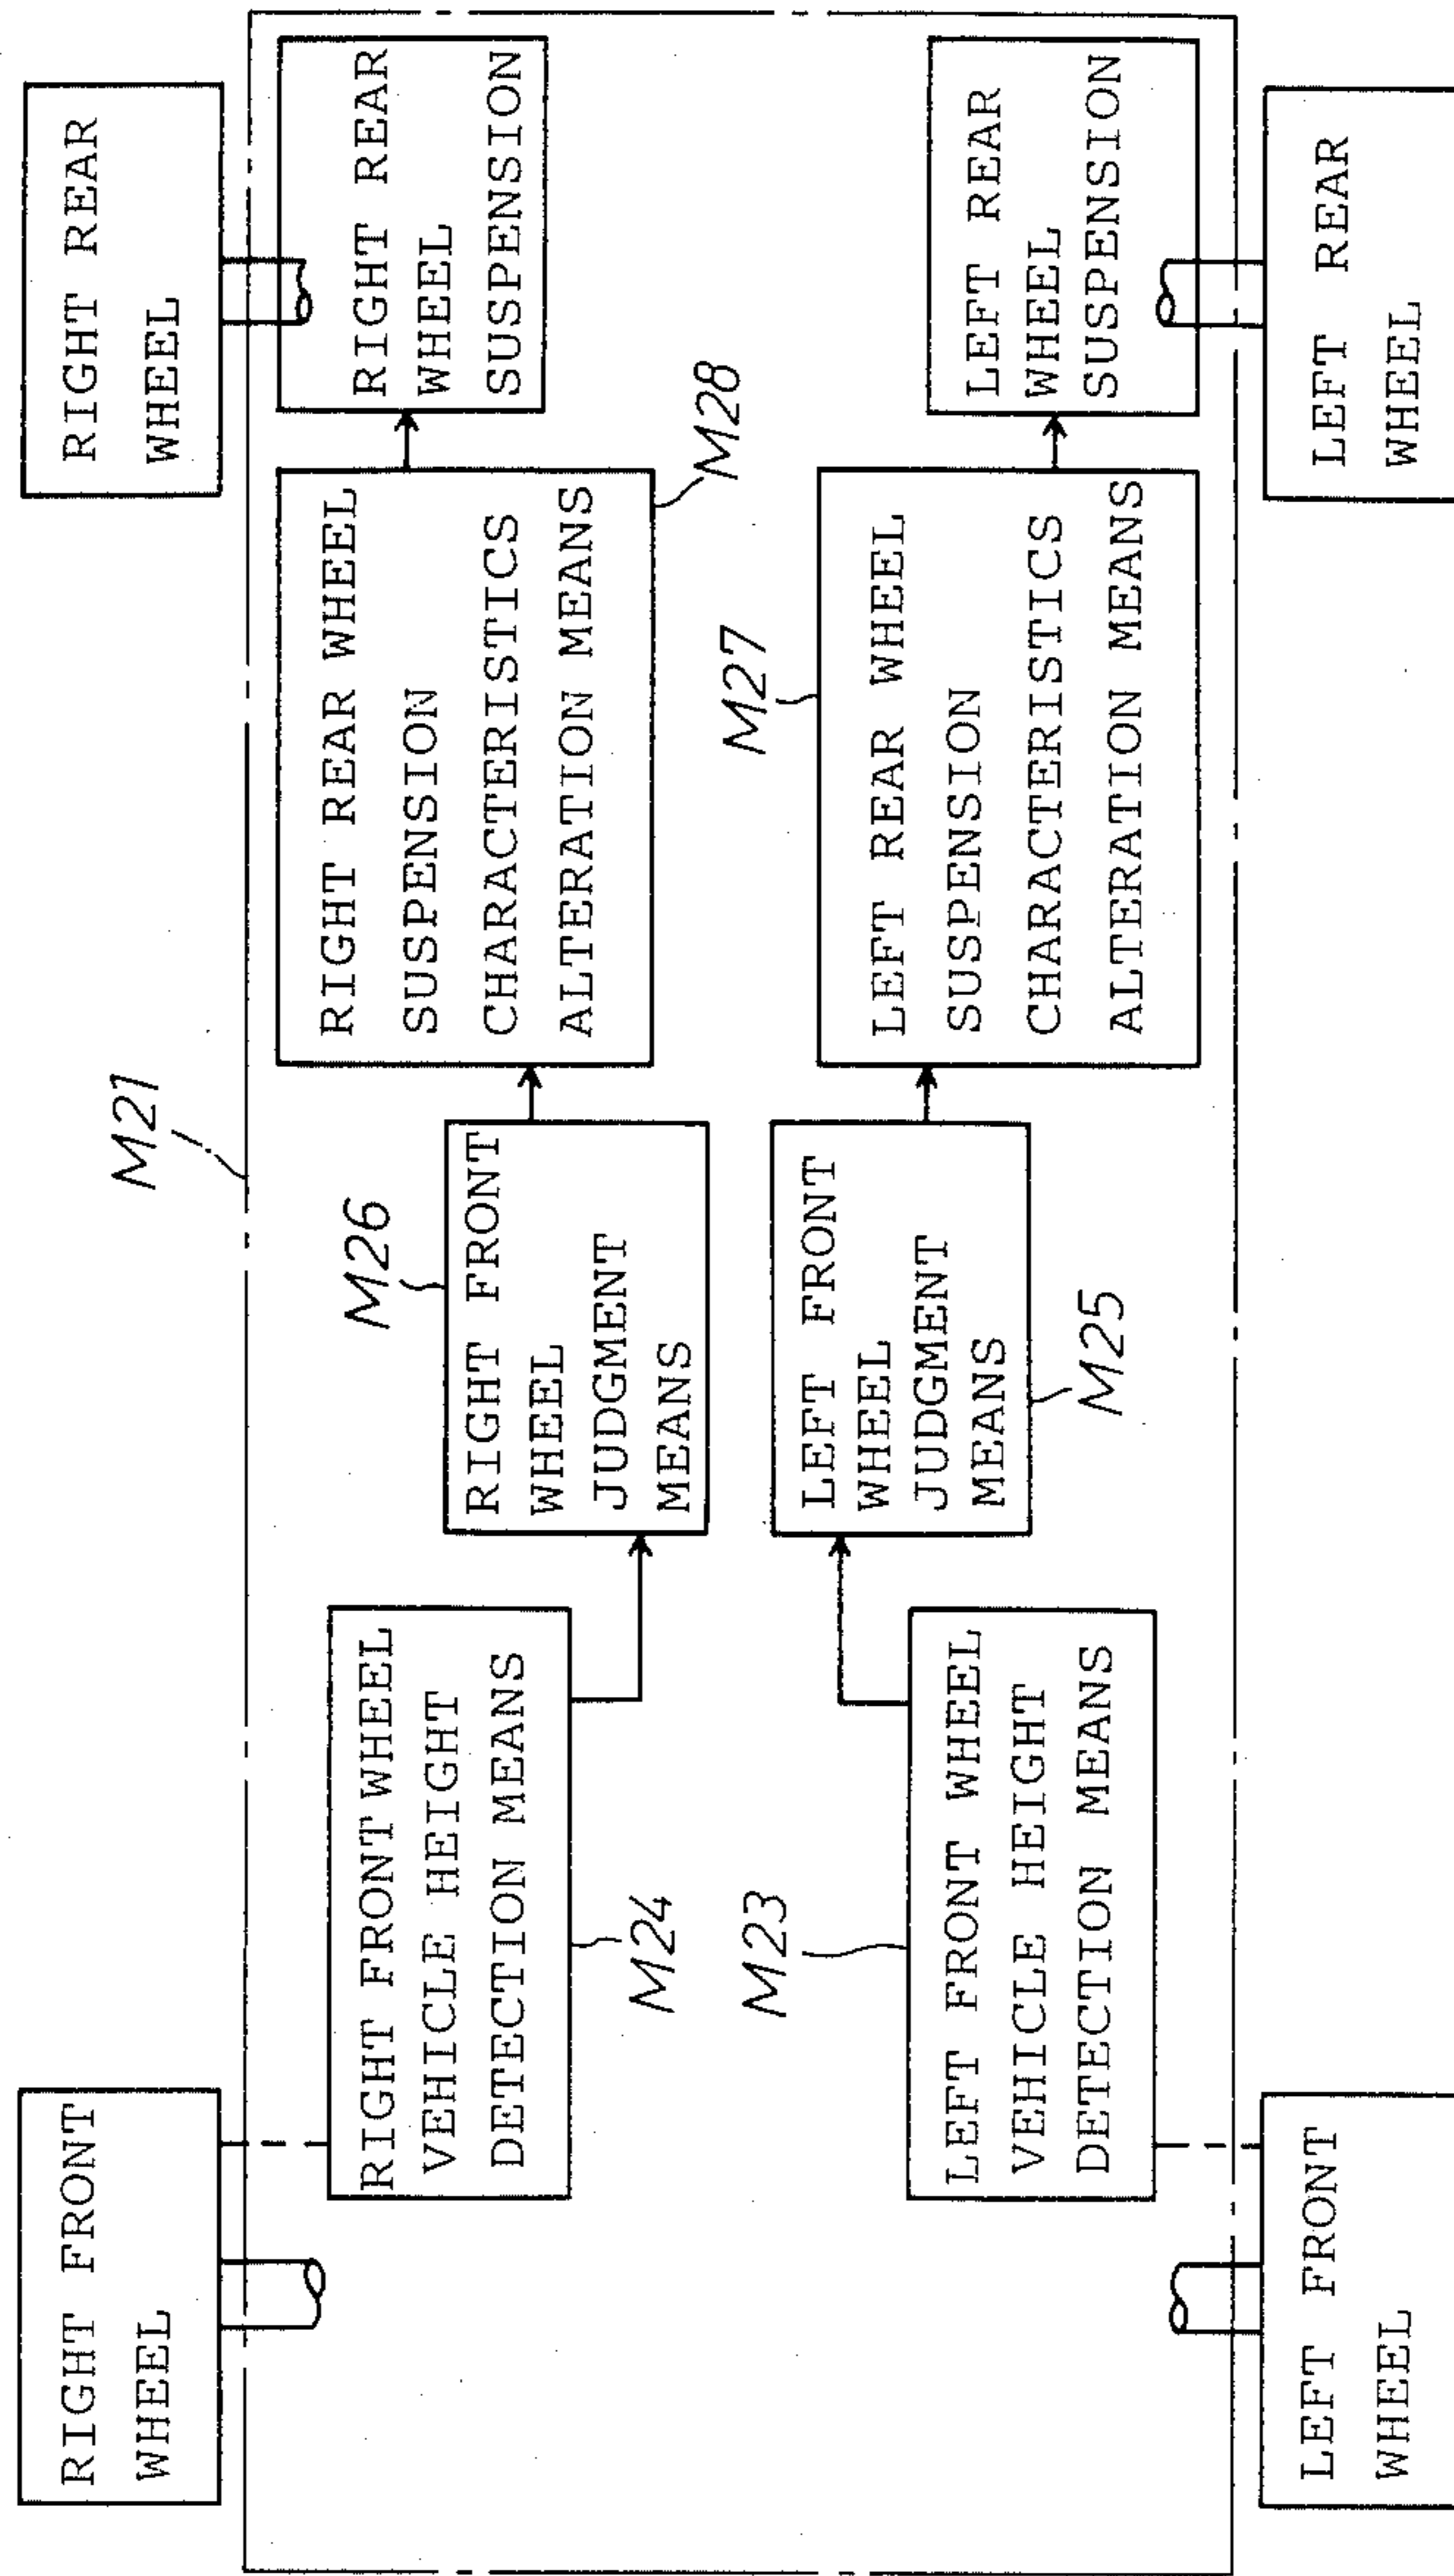 RIGHT FRONT
WHEEL
RIGHT REAR
WHEEL
M21
RIGHT FRONT WHEEL
VEHICLE HEIGHT
DETECTION MEANS
M24
M26
RIGHT FRONT
WHEEL
JUDGMENT
MEANS
RIGHT REAR WHEEL
SUSPENSION
CHARACTERISTICS
ALTERATION MEANS
M28
RIGHT REAR
WHEEL
SUSPENSION
M23
LEFT FRONT WHEEL
VEHICLE HEIGHT
DETECTION MEANS
LEFT FRONT
WHEEL
JUDGMENT
MEANS
M25
M27
LEFT REAR WHEEL
SUSPENSION
CHARACTERISTICS
ALTERATION MEANS
LEFT REAR
WHEEL
SUSPENSION
LEFT FRONT
WHEEL
LEFT REAR
WHEEL